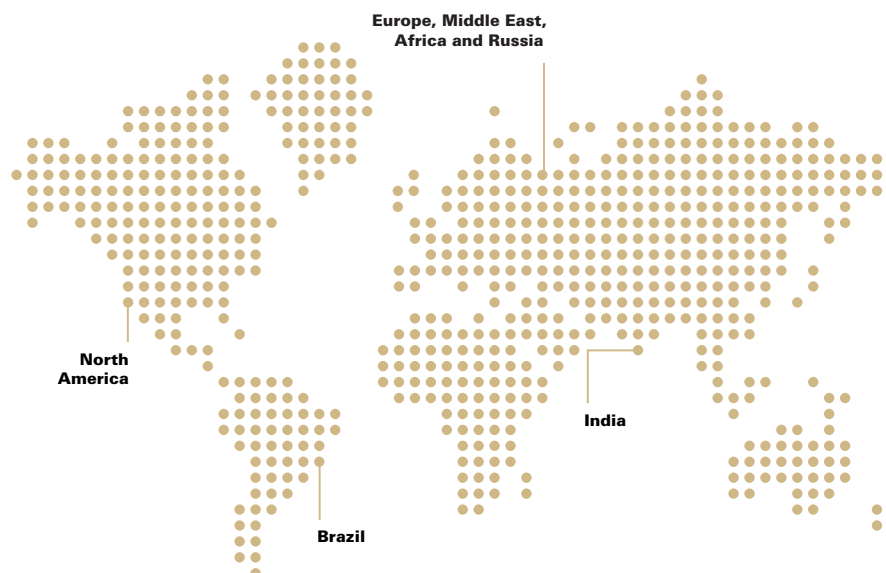 Europe, Middle East,
Africa and Russia
North
America
India
Brazil